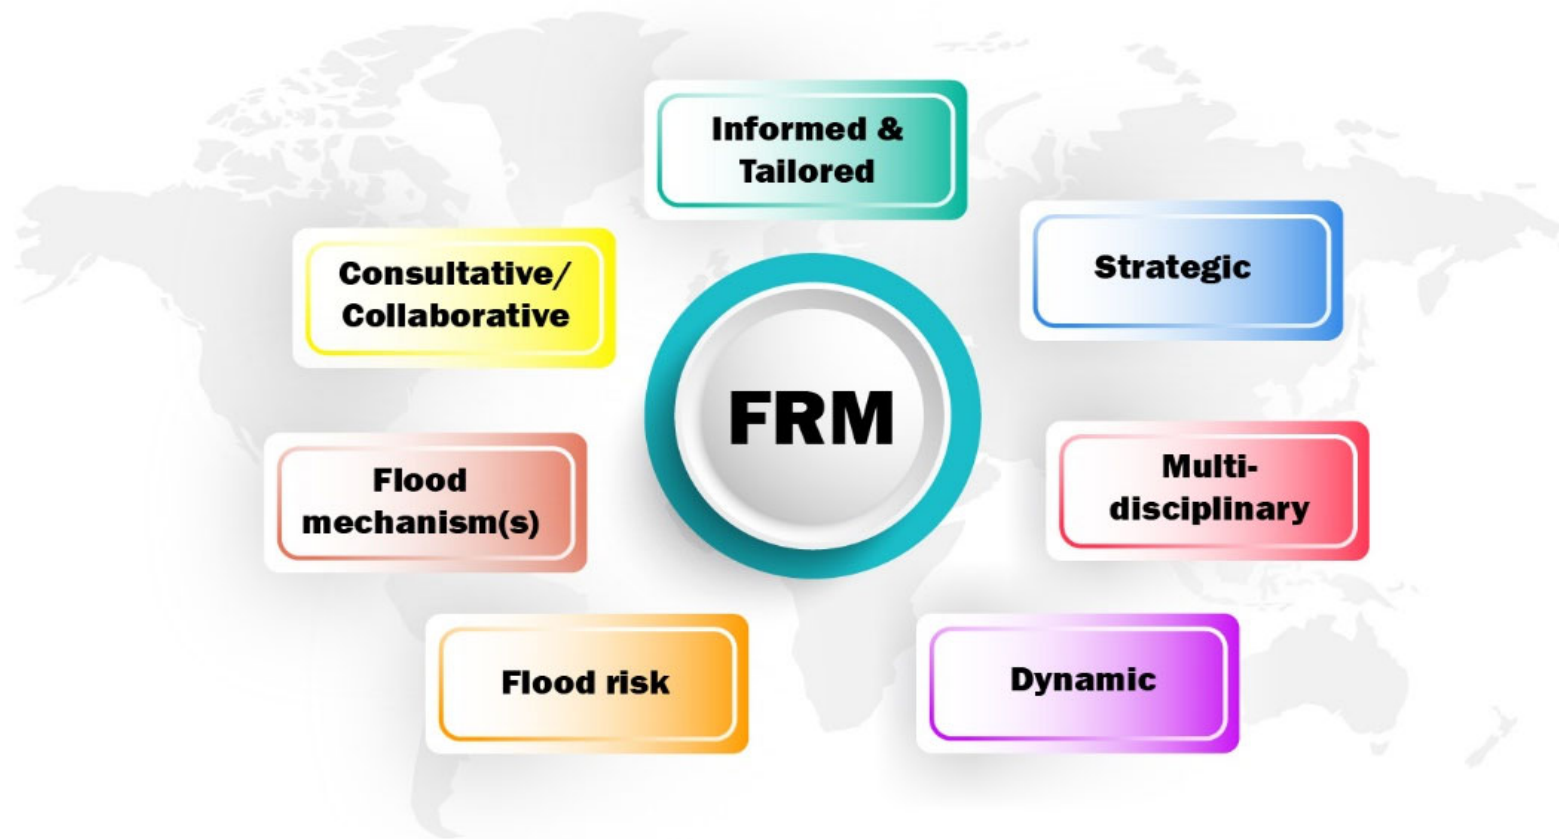 Informed &
Tailored
Consultative/
Collaborative
Strategic
FRM
Flood
mechanism(s)
Multi-
disciplinary
Flood risk
Dynamic